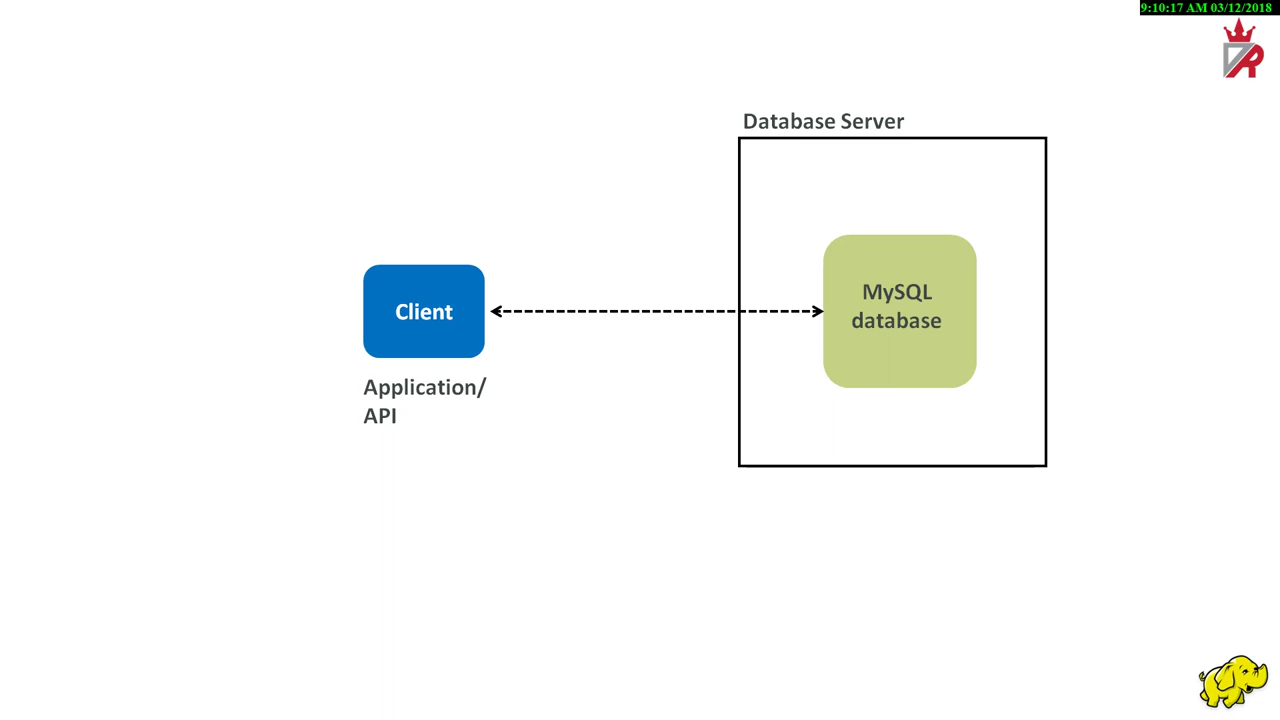 9:10:17 AM 03/12/2018
Database Server
MySQL
database
Client
Application/
API